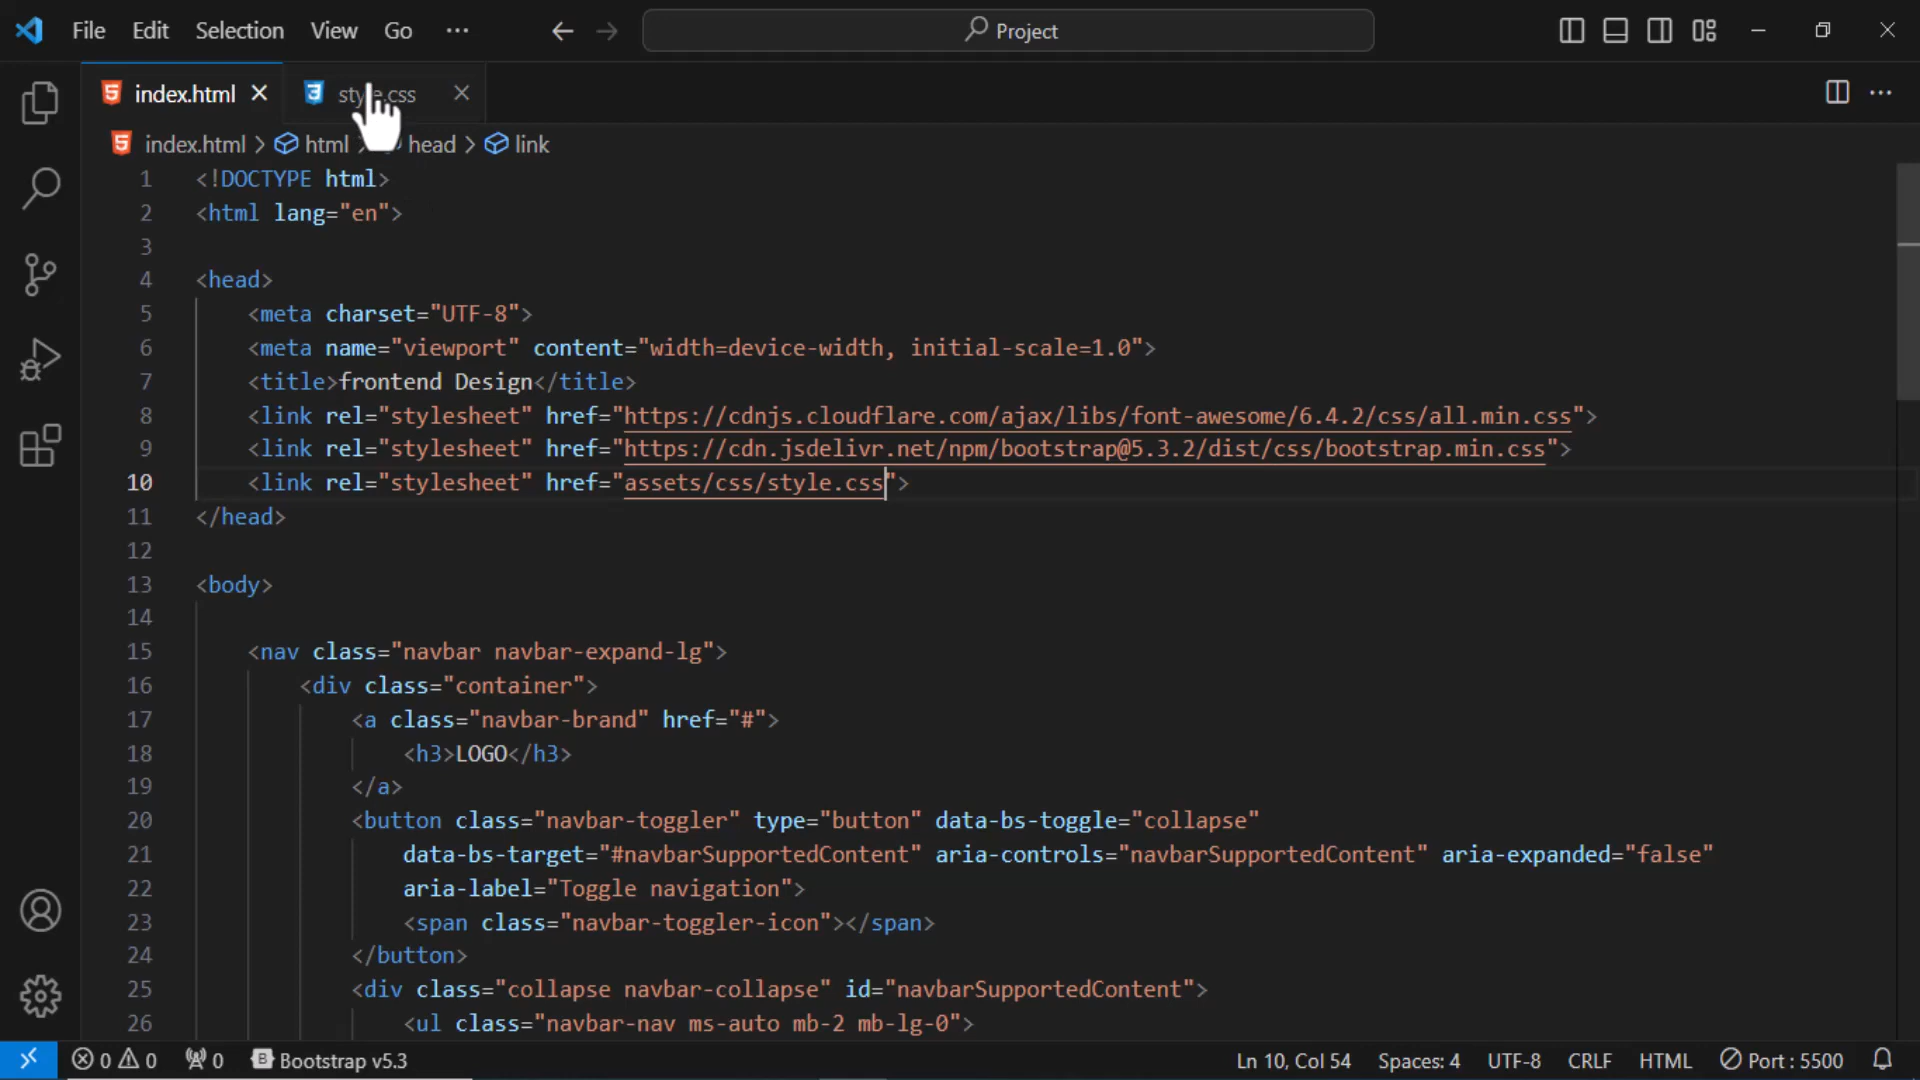 File Edit Selection View Go ··· Project
index.html style.css
index.html > html > head > link
1 <!DOCTYPE html>
2 <html lang="en">
3
4 <head>
5 <meta charset="UTF-8">
6 <meta name="viewport" content="width=device-width, initial-scale=1.0">
7 <title>frontend Design</title>
8 <link rel="stylesheet" href="https://cdnjs.cloudflare.com/ajax/libs/font-awesome/6.4.2/css/all.min.css">
9 <link rel="stylesheet" href="https://cdn.jsdelivr.net/npm/bootstrap@5.3.2/dist/css/bootstrap.min.css">
10 <link rel="stylesheet" href="assets/css/style.css">
11 </head>
12
13 <body>
14
15 <nav class="navbar navbar-expand-lg">
16 <div class="container">
17 <a class="navbar-brand" href="#">
18 <h3>LOGO</h3>
19 </a>
20 <button class="navbar-toggler" type="button" data-bs-toggle="collapse"
21 data-bs-target="#navbarSupportedContent" aria-controls="navbarSupportedContent" aria-expanded="false"
22 aria-label="Toggle navigation">
23 <span class="navbar-toggler-icon"></span>
24 </button>
25 <div class="collapse navbar-collapse" id="navbarSupportedContent">
26 <ul class="navbar-nav ms-auto mb-2 mb-lg-0">
0 0 0 Bootstrap v5.3 Ln 10, Col 54 Spaces: 4 UTF-8 CRLF HTML Port : 5500